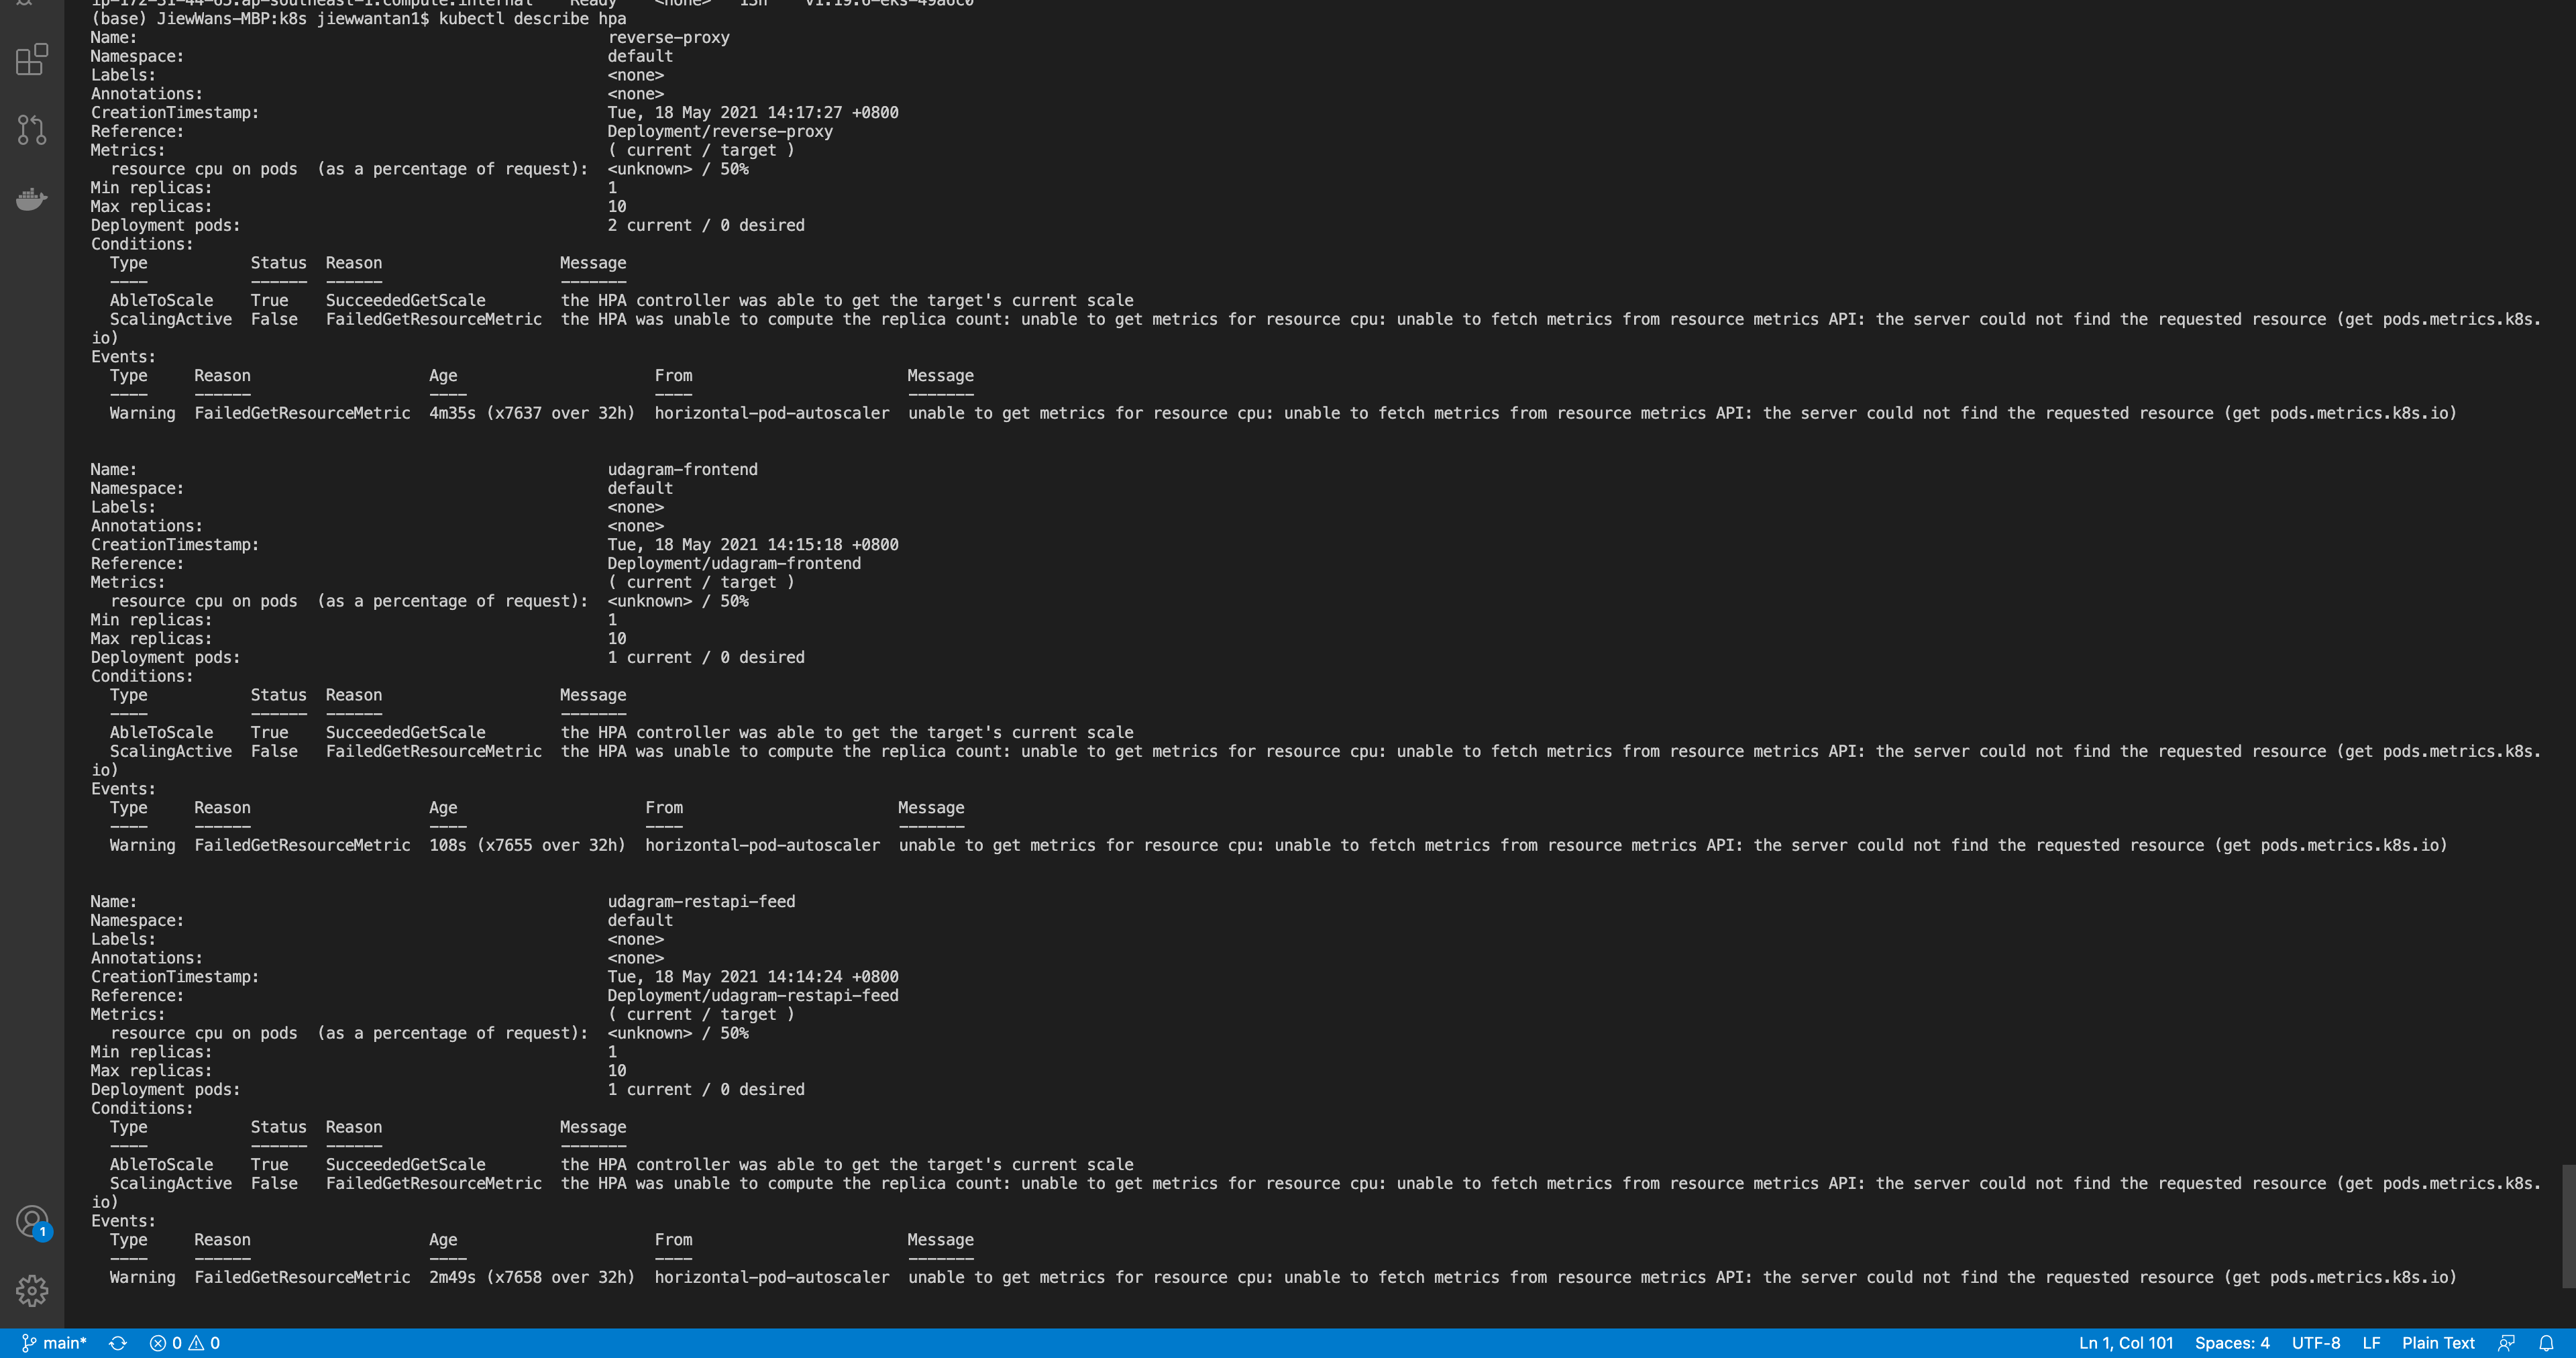 ip-172-31-44-65.ap-southeast-1.compute.internal   Ready    <none>   13h   v1.19.6-eks-49a6c0
(base) JiewWans-MBP:k8s jiewwantan1$ kubectl describe hpa
Name:                                                  reverse-proxy
Namespace:                                             default
Labels:                                                <none>
Annotations:                                           <none>
CreationTimestamp:                                     Tue, 18 May 2021 14:17:27 +0800
Reference:                                             Deployment/reverse-proxy
Metrics:                                               ( current / target )
  resource cpu on pods  (as a percentage of request):  <unknown> / 50%
Min replicas:                                          1
Max replicas:                                          10
Deployment pods:                                       2 current / 0 desired
Conditions:
  Type           Status  Reason                   Message
  ----           ------  ------                   -------
  AbleToScale    True    SucceededGetScale        the HPA controller was able to get the target's current scale
  ScalingActive  False   FailedGetResourceMetric  the HPA was unable to compute the replica count: unable to get metrics for resource cpu: unable to fetch metrics from resource metrics API: the server could not find the requested resource (get pods.metrics.k8s.
io)
Events:
  Type     Reason                   Age                     From                       Message
  ----     ------                   ----                    ----                       -------
  Warning  FailedGetResourceMetric  4m35s (x7637 over 32h)  horizontal-pod-autoscaler  unable to get metrics for resource cpu: unable to fetch metrics from resource metrics API: the server could not find the requested resource (get pods.metrics.k8s.io)
Name:                                                  udagram-frontend
Namespace:                                             default
Labels:                                                <none>
Annotations:                                           <none>
CreationTimestamp:                                     Tue, 18 May 2021 14:15:18 +0800
Reference:                                             Deployment/udagram-frontend
Metrics:                                               ( current / target )
  resource cpu on pods  (as a percentage of request):  <unknown> / 50%
Min replicas:                                          1
Max replicas:                                          10
Deployment pods:                                       1 current / 0 desired
Conditions:
  Type           Status  Reason                   Message
  ----           ------  ------                   -------
  AbleToScale    True    SucceededGetScale        the HPA controller was able to get the target's current scale
  ScalingActive  False   FailedGetResourceMetric  the HPA was unable to compute the replica count: unable to get metrics for resource cpu: unable to fetch metrics from resource metrics API: the server could not find the requested resource (get pods.metrics.k8s.
io)
Events:
  Type     Reason                   Age                    From                       Message
  ----     ------                   ----                   ----                       -------
  Warning  FailedGetResourceMetric  108s (x7655 over 32h)  horizontal-pod-autoscaler  unable to get metrics for resource cpu: unable to fetch metrics from resource metrics API: the server could not find the requested resource (get pods.metrics.k8s.io)
Name:                                                  udagram-restapi-feed
Namespace:                                             default
Labels:                                                <none>
Annotations:                                           <none>
CreationTimestamp:                                     Tue, 18 May 2021 14:14:24 +0800
Reference:                                             Deployment/udagram-restapi-feed
Metrics:                                               ( current / target )
  resource cpu on pods  (as a percentage of request):  <unknown> / 50%
Min replicas:                                          1
Max replicas:                                          10
Deployment pods:                                       1 current / 0 desired
Conditions:
  Type           Status  Reason                   Message
  ----           ------  ------                   -------
  AbleToScale    True    SucceededGetScale        the HPA controller was able to get the target's current scale
  ScalingActive  False   FailedGetResourceMetric  the HPA was unable to compute the replica count: unable to get metrics for resource cpu: unable to fetch metrics from resource metrics API: the server could not find the requested resource (get pods.metrics.k8s.
io)
Events:
  Type     Reason                   Age                     From                       Message
  ----     ------                   ----                    ----                       -------
  Warning  FailedGetResourceMetric  2m49s (x7658 over 32h)  horizontal-pod-autoscaler  unable to get metrics for resource cpu: unable to fetch metrics from resource metrics API: the server could not find the requested resource (get pods.metrics.k8s.io)
1
main* 0 0 Ln 1, Col 101 Spaces: 4 UTF-8 LF Plain Text